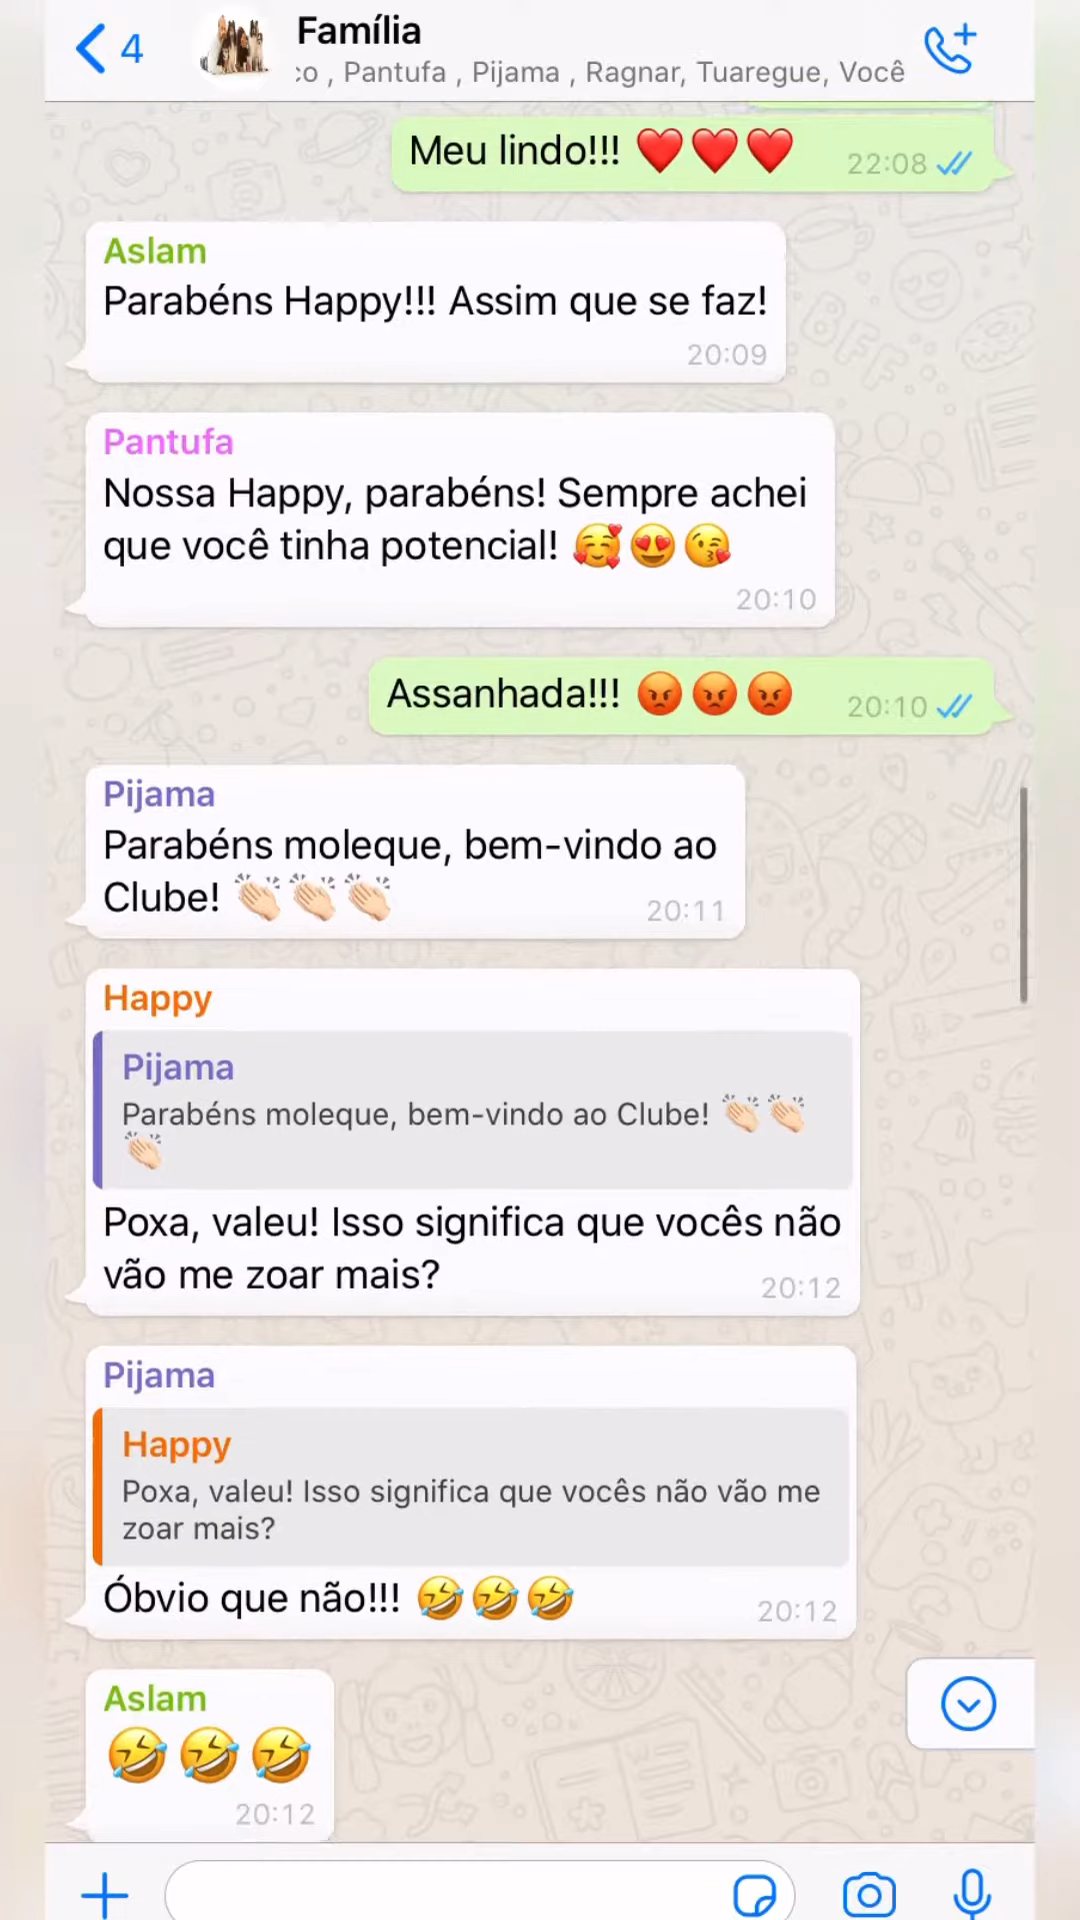 4
Família
co , Pantufa , Pijama , Ragnar, Tuaregue, Você
Meu lindo!!! ❤️❤️❤️ 22:08
Aslam
Parabéns Happy!!! Assim que se faz!
20:09
Pantufa
Nossa Happy, parabéns! Sempre achei
que você tinha potencial! 🥰😍😘
20:10
Assanhada!!! 😡😡😡 20:10
Pijama
Parabéns moleque, bem-vindo ao
Clube! 👏🏻👏🏻👏🏻 20:11
Happy
Pijama
Parabéns moleque, bem-vindo ao Clube! 👏🏻👏🏻
👏🏻
Poxa, valeu! Isso significa que vocês não
vão me zoar mais? 20:12
Pijama
Happy
Poxa, valeu! Isso significa que vocês não vão me
zoar mais?
Óbvio que não!!! 🤣🤣🤣 20:12
Aslam
🤣🤣🤣
20:12